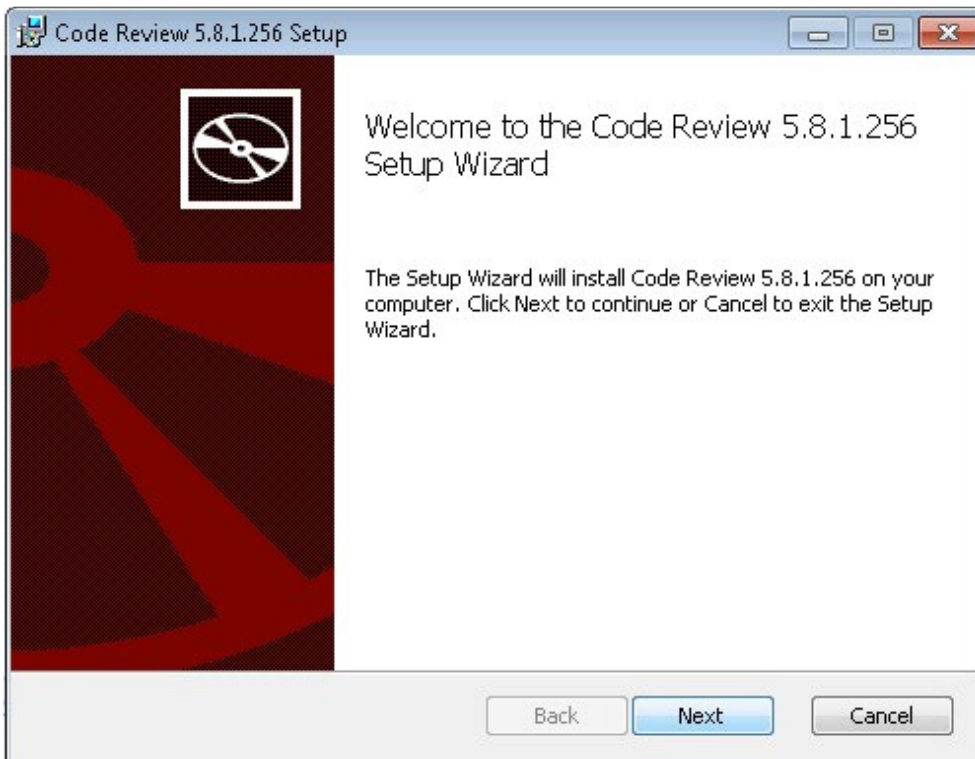 Code Review 5.8.1.256 Setup
Welcome to the Code Review 5.8.1.256
Setup Wizard
The Setup Wizard will install Code Review 5.8.1.256 on your
computer. Click Next to continue or Cancel to exit the Setup
Wizard.
Back Next Cancel